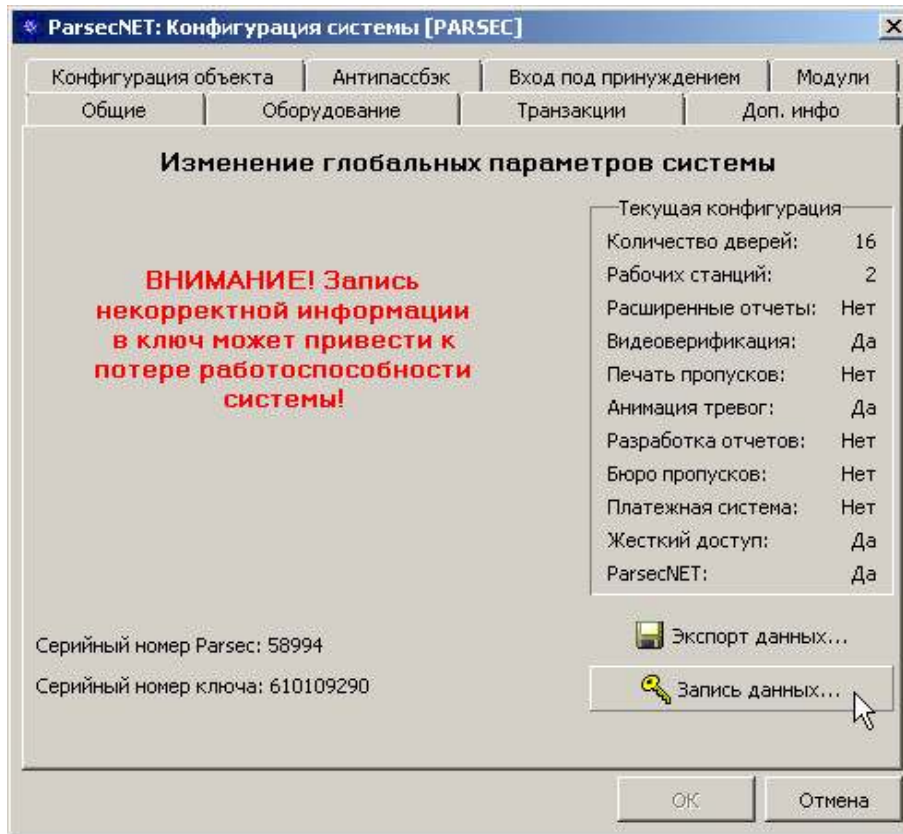 ParsecNET: Конфигурация системы [PARSEC]
Конфигурация объекта Антипассбэк Вход под принуждением Модули
Общие Оборудование Транзакции Доп. инфо
Изменение глобальных параметров системы
ВНИМАНИЕ! Запись
некорректной информации
в ключ может привести к
потере работоспособности
системы!
Текущая конфигурация
Количество дверей: 16
Рабочих станций: 2
Расширенные отчеты: Нет
Видеоверификация: Да
Печать пропусков: Нет
Анимация тревог: Да
Разработка отчетов: Нет
Бюро пропусков: Нет
Платежная система: Нет
Жесткий доступ: Да
ParsecNET: Да
Серийный номер Parsec: 58994
Серийный номер ключа: 610109290
Экспорт данных...
Запись данных...
OK Отмена